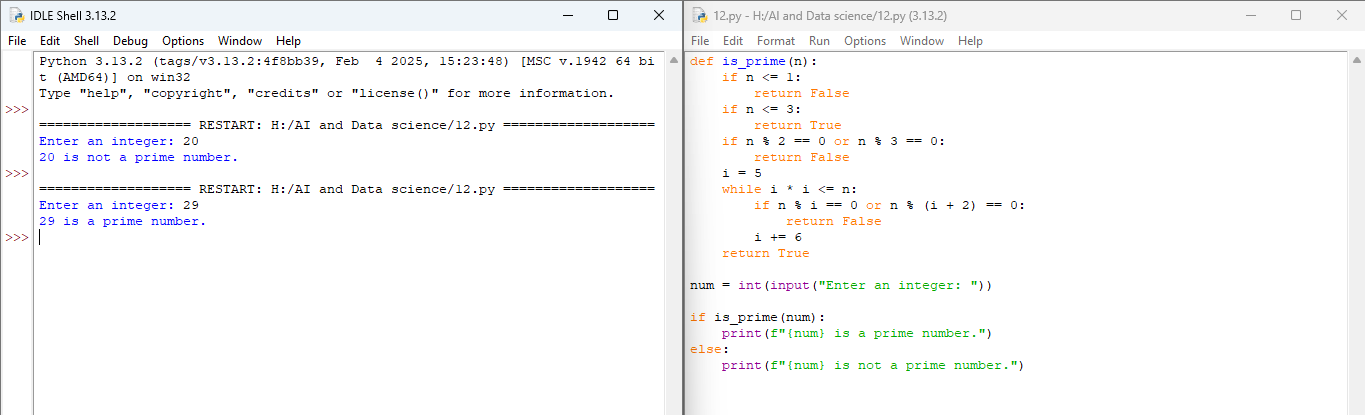 IDLE Shell 3.13.2
File Edit Shell Debug Options Window Help
Python 3.13.2 (tags/v3.13.2:4f8bb39, Feb  4 2025, 15:23:48) [MSC v.1942 64 bi
t (AMD64)] on win32
Type "help", "copyright", "credits" or "license()" for more information.
>>>
=================== RESTART: H:/AI and Data science/12.py ===================
Enter an integer: 20
20 is not a prime number.
>>>
=================== RESTART: H:/AI and Data science/12.py ===================
Enter an integer: 29
29 is a prime number.
>>>
12.py - H:/AI and Data science/12.py (3.13.2)
File Edit Format Run Options Window Help
def is_prime(n):
    if n <= 1:
        return False
    if n <= 3:
        return True
    if n % 2 == 0 or n % 3 == 0:
        return False
    i = 5
    while i * i <= n:
        if n % i == 0 or n % (i + 2) == 0:
            return False
        i += 6
    return True
num = int(input("Enter an integer: "))
if is_prime(num):
    print(f"{num} is a prime number.")
else:
    print(f"{num} is not a prime number.")